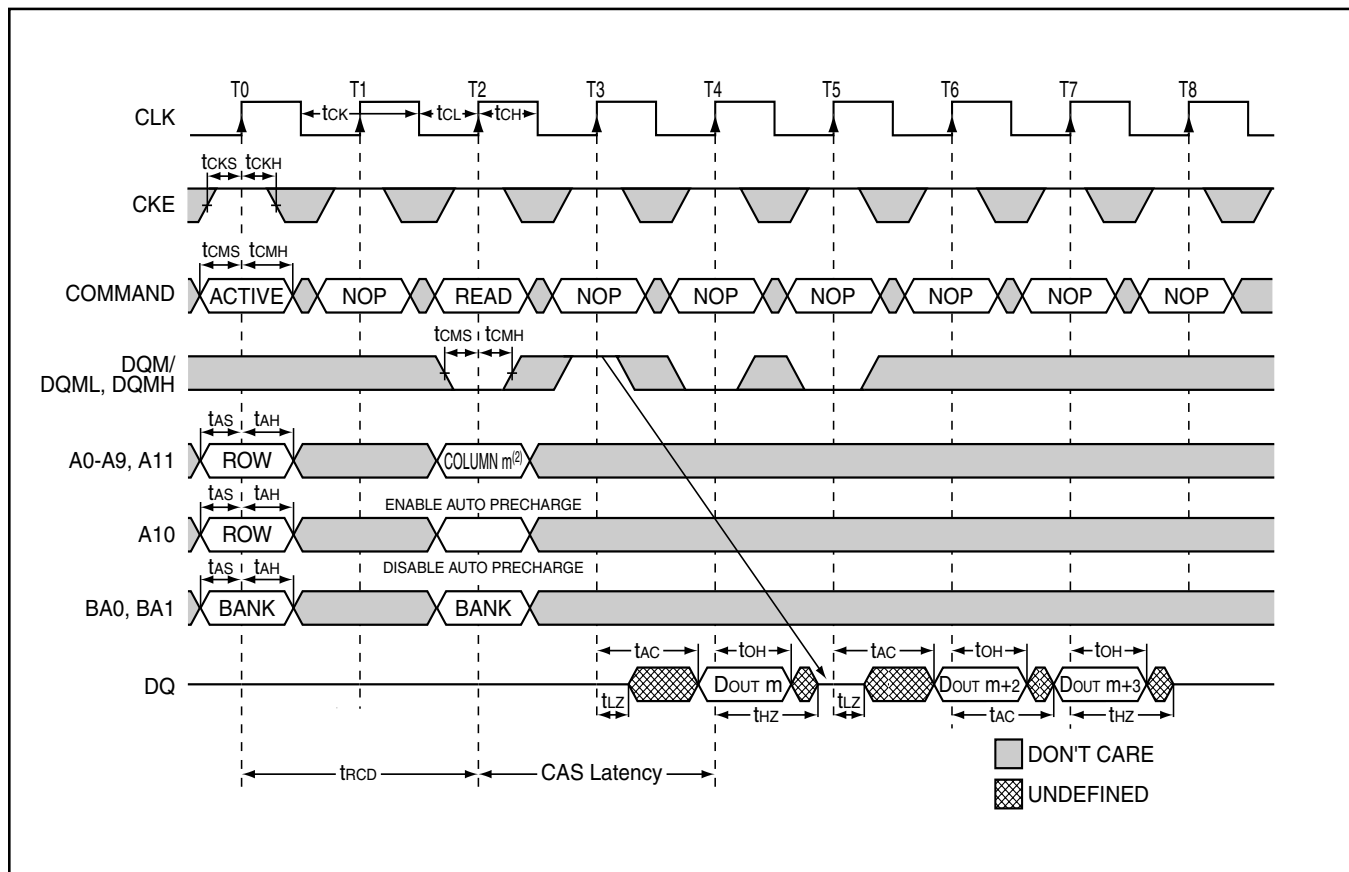 T0 T1 T2 T3 T4 T5 T6 T7 T8
CLK
tCK tCL tCH
tCKS tCKH
CKE
tCMS tCMH
COMMAND ACTIVE NOP READ NOP NOP NOP NOP NOP NOP
tCMS tCMH
DQM/
DQML, DQMH
tAS tAH
A0-A9, A11 ROW COLUMN m(2)
tAS tAH ENABLE AUTO PRECHARGE
A10 ROW
tAS tAH DISABLE AUTO PRECHARGE
BA0, BA1 BANK BANK
tAC tOH tAC tOH tOH
DQ DOUT m DOUT m+2 DOUT m+3
tLZ tHZ tLZ tAC tHZ
DON'T CARE
tRCD CAS Latency
UNDEFINED